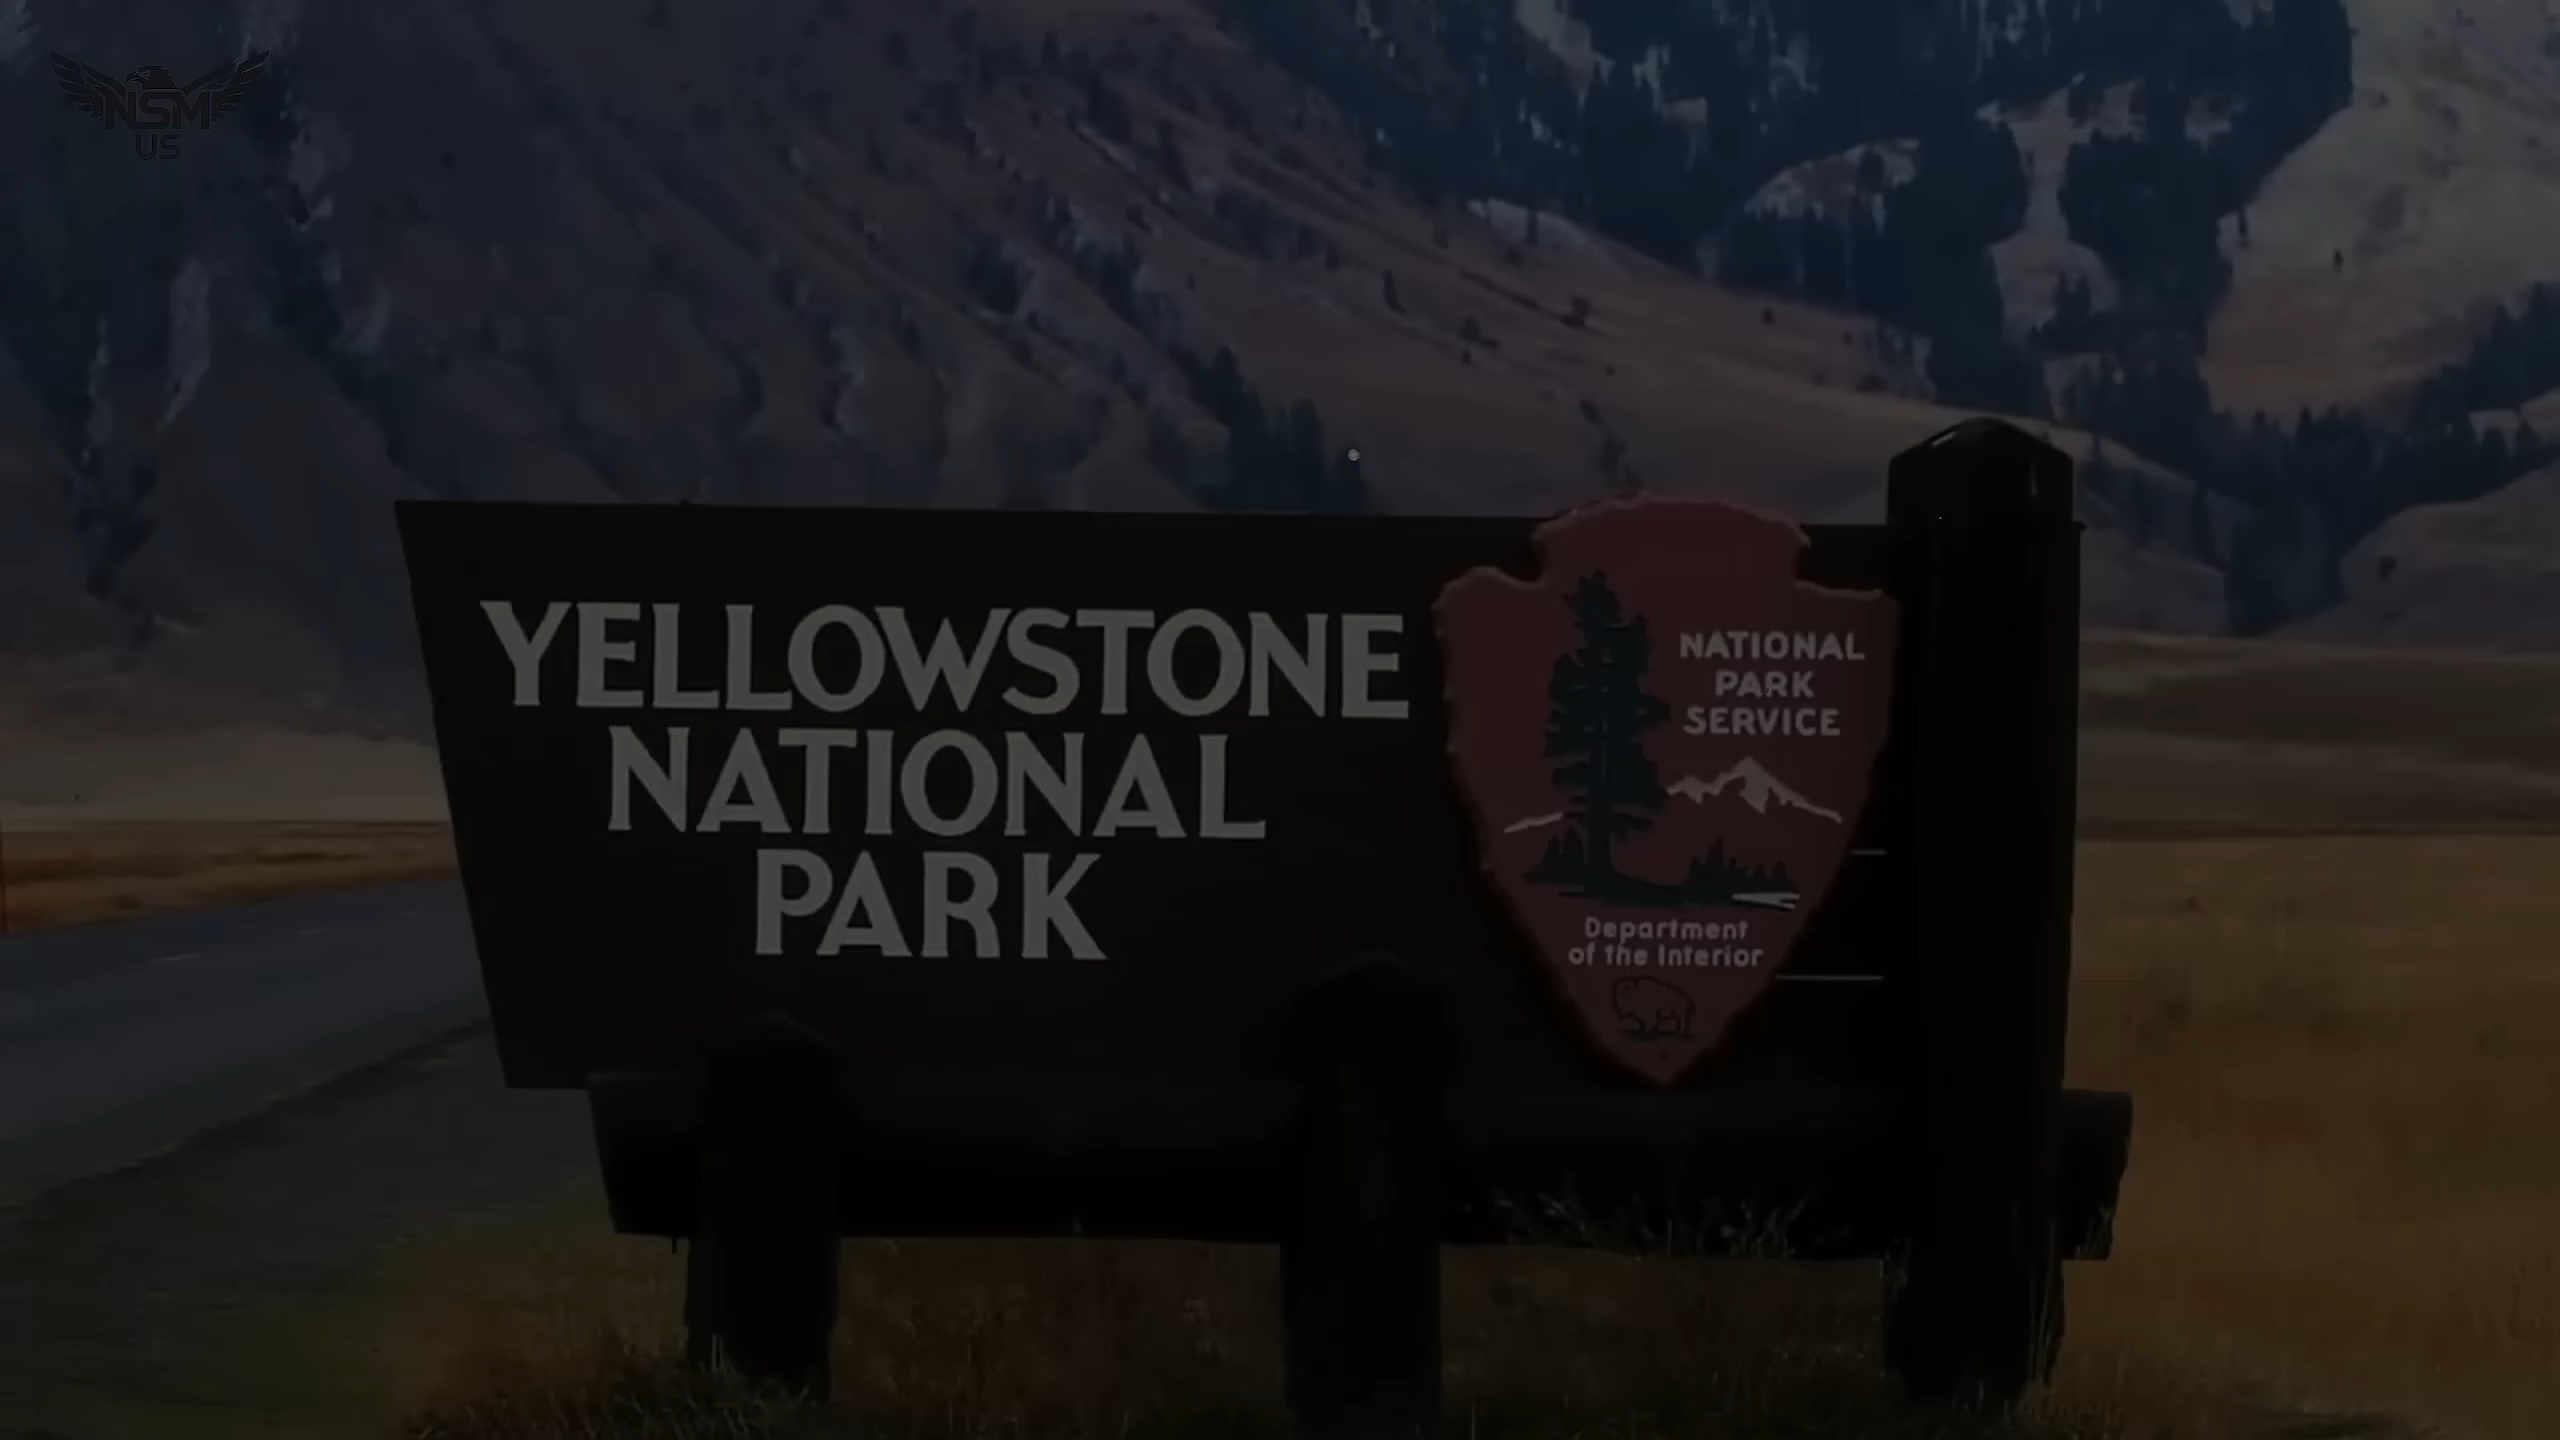 NSM
US
YELLOWSTONE
NATIONAL
PARK
NATIONAL
PARK
SERVICE
Department
of the Interior